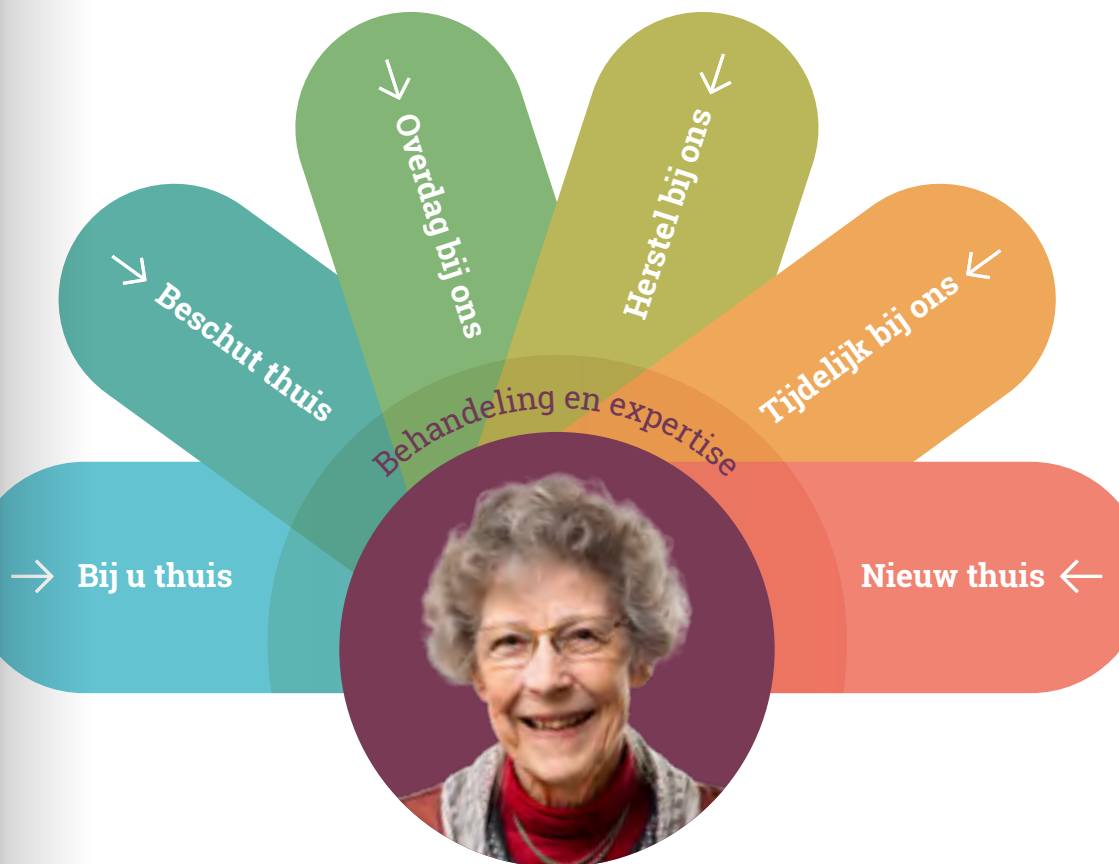 Bij u thuis
Beschut thuis
Overdag bij ons
Herstel bij ons
Tijdelijk bij ons
Nieuw thuis
Behandeling en expertise